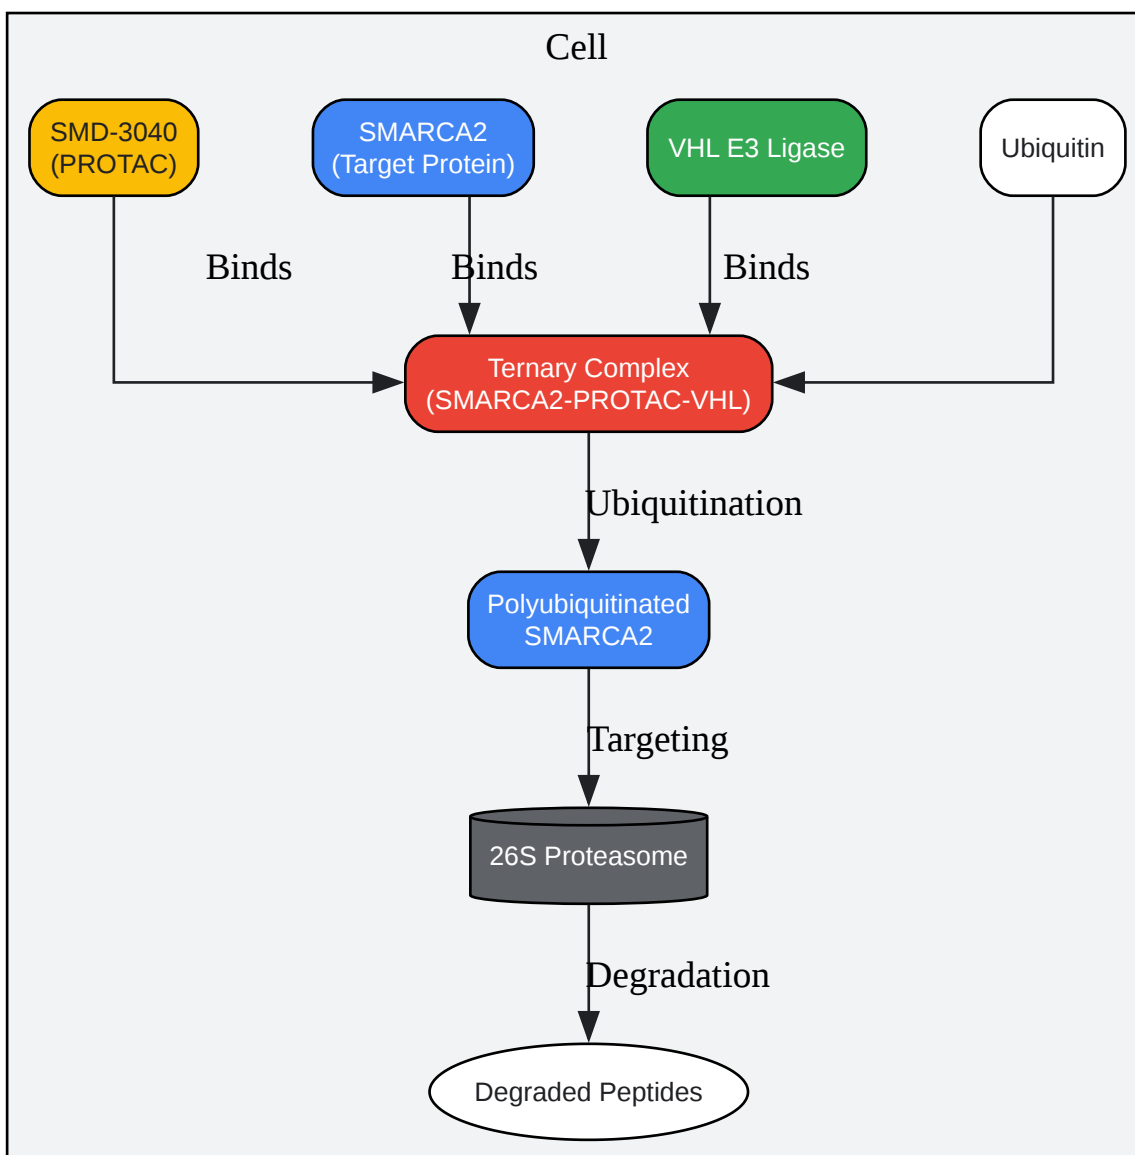 Cell
SMD-3040
(PROTAC)
SMARCA2
(Target Protein)
VHL E3 Ligase
Ubiquitin
Binds
Binds
Binds
Ternary Complex
(SMARCA2-PROTAC-VHL)
Ubiquitination
Polyubiquitinated
SMARCA2
Targeting
26S Proteasome
Degradation
Degraded Peptides